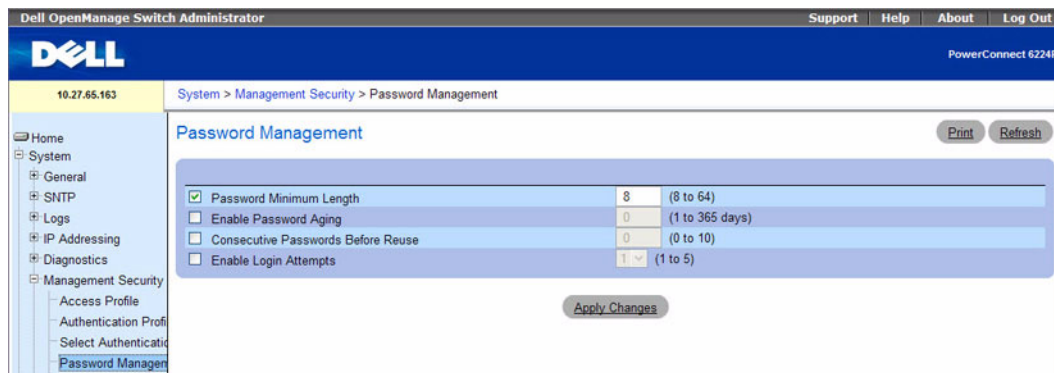 Dell OpenManage Switch Administrator
Support | Help | About | Log Out
DELL
PowerConnect 6224
10.27.65.163
System > Management Security > Password Management
Home
System
General
SNTP
Logs
IP Addressing
Diagnostics
Management Security
Access Profile
Authentication Profi
Select Authenticatio
Password Managem
Password Management
Print
Refresh
Password Minimum Length 8 (8 to 64)
Enable Password Aging 0 (1 to 365 days)
Consecutive Passwords Before Reuse 0 (0 to 10)
Enable Login Attempts 1 (1 to 5)
Apply Changes